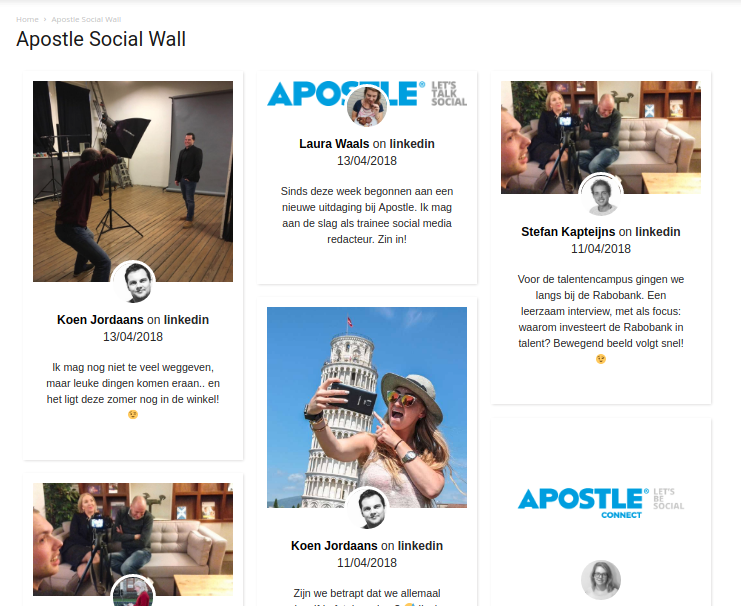 Home › Apostle Social Wall
Apostle Social Wall
Koen Jordaans on linkedin
13/04/2018
Ik mag nog niet te veel weggeven,
maar leuke dingen komen eraan.. en
het ligt deze zomer nog in de winkel!
😉
APOSTLE® LET'S
TALK
SOCIAL
Laura Waals on linkedin
13/04/2018
Sinds deze week begonnen aan een
nieuwe uitdaging bij Apostle. Ik mag
aan de slag als trainee social media
redacteur. Zin in!
Koen Jordaans on linkedin
11/04/2018
Zijn we betrapt dat we allemaal
Stefan Kapteijns on linkedin
11/04/2018
Voor de talentencampus gingen we
langs bij de Rabobank. Een
leerzaam interview, met als focus:
waarom investeert de Rabobank in
talent? Bewegend beeld volgt snel!
😉
APOSTLE® LET'S
BE
SOCIAL
CONNECT